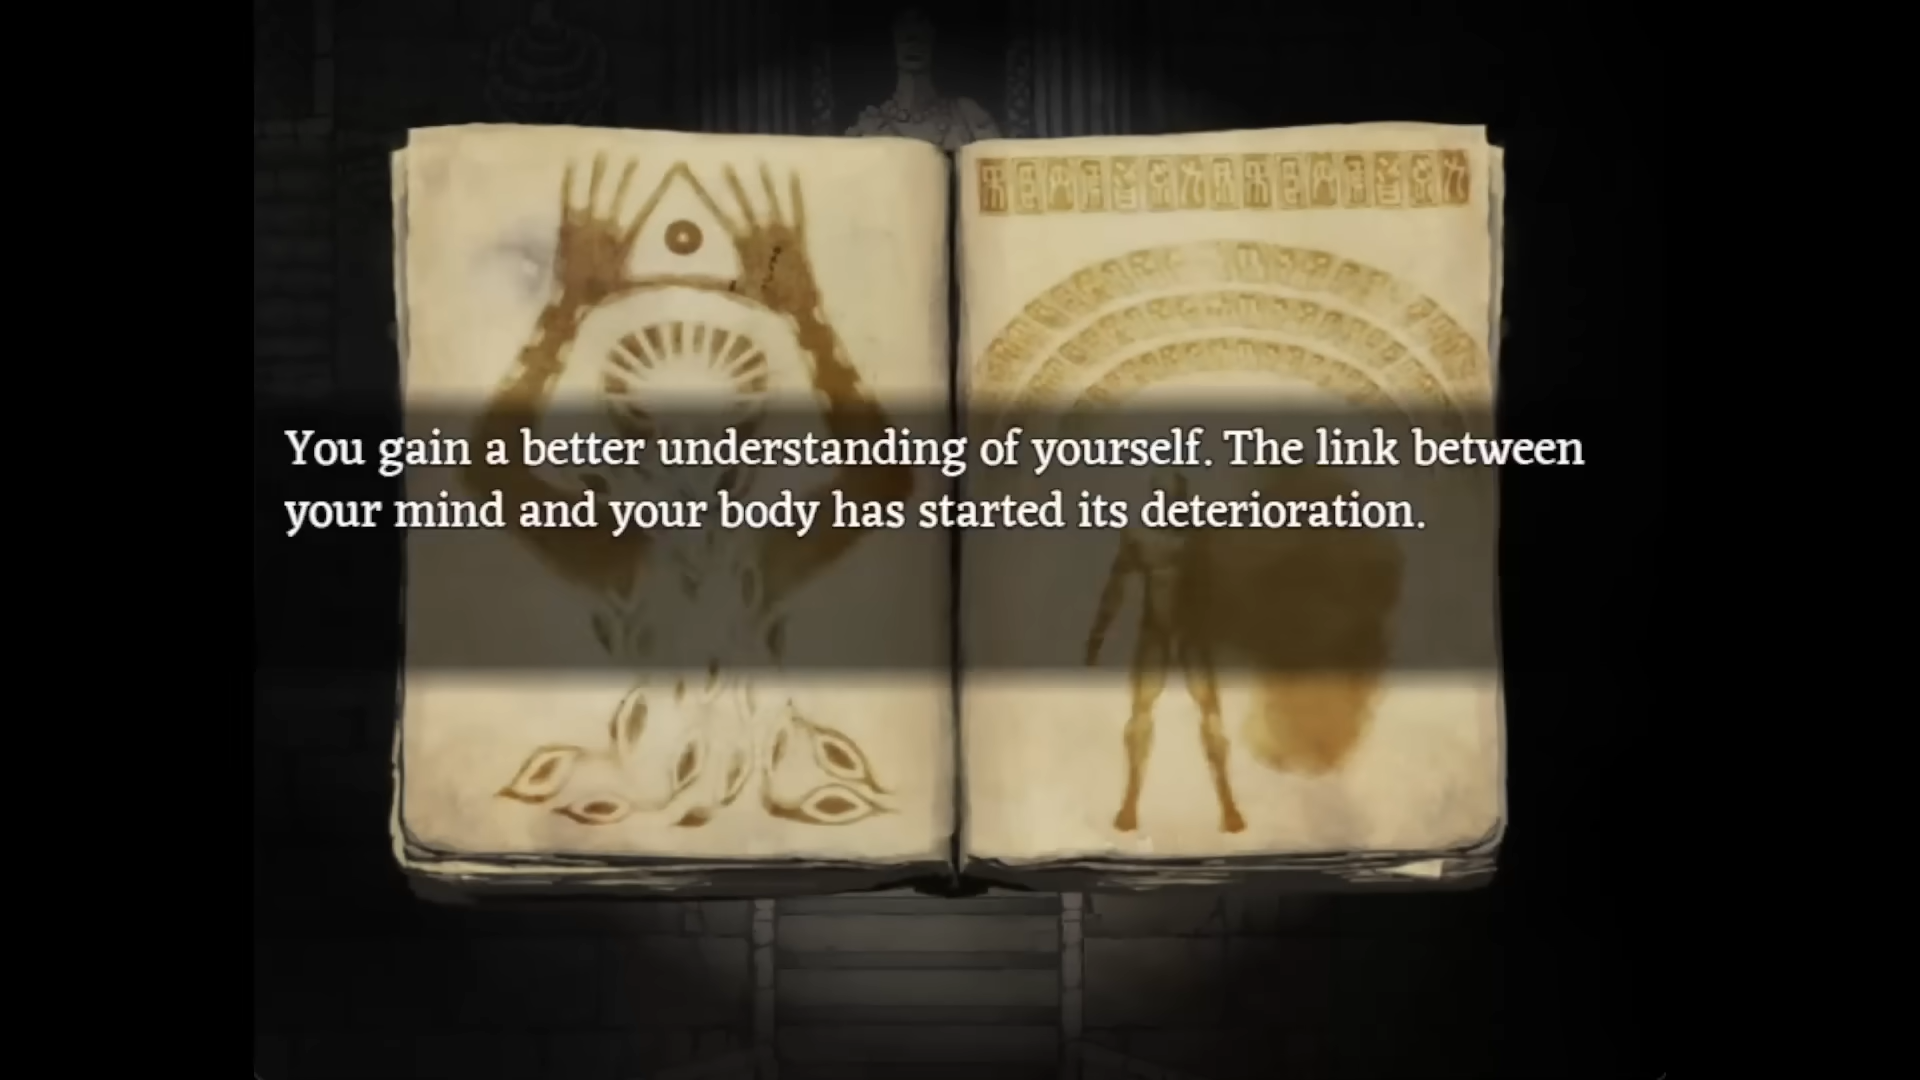 You gain a better understanding of yourself. The link between
your mind and your body has started its deterioration.